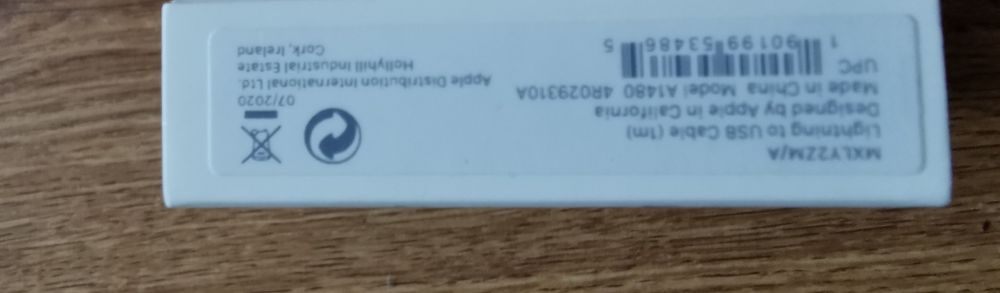 MXLY2ZM/A
Lightning to USB Cable (1m)
Designed by Apple in California
Made in China Model A1480 4R029310A
UPC
1 90199 53486 5
07/2020
Apple Distribution International Ltd.
Hollyhill Industrial Estate
Cork, Ireland